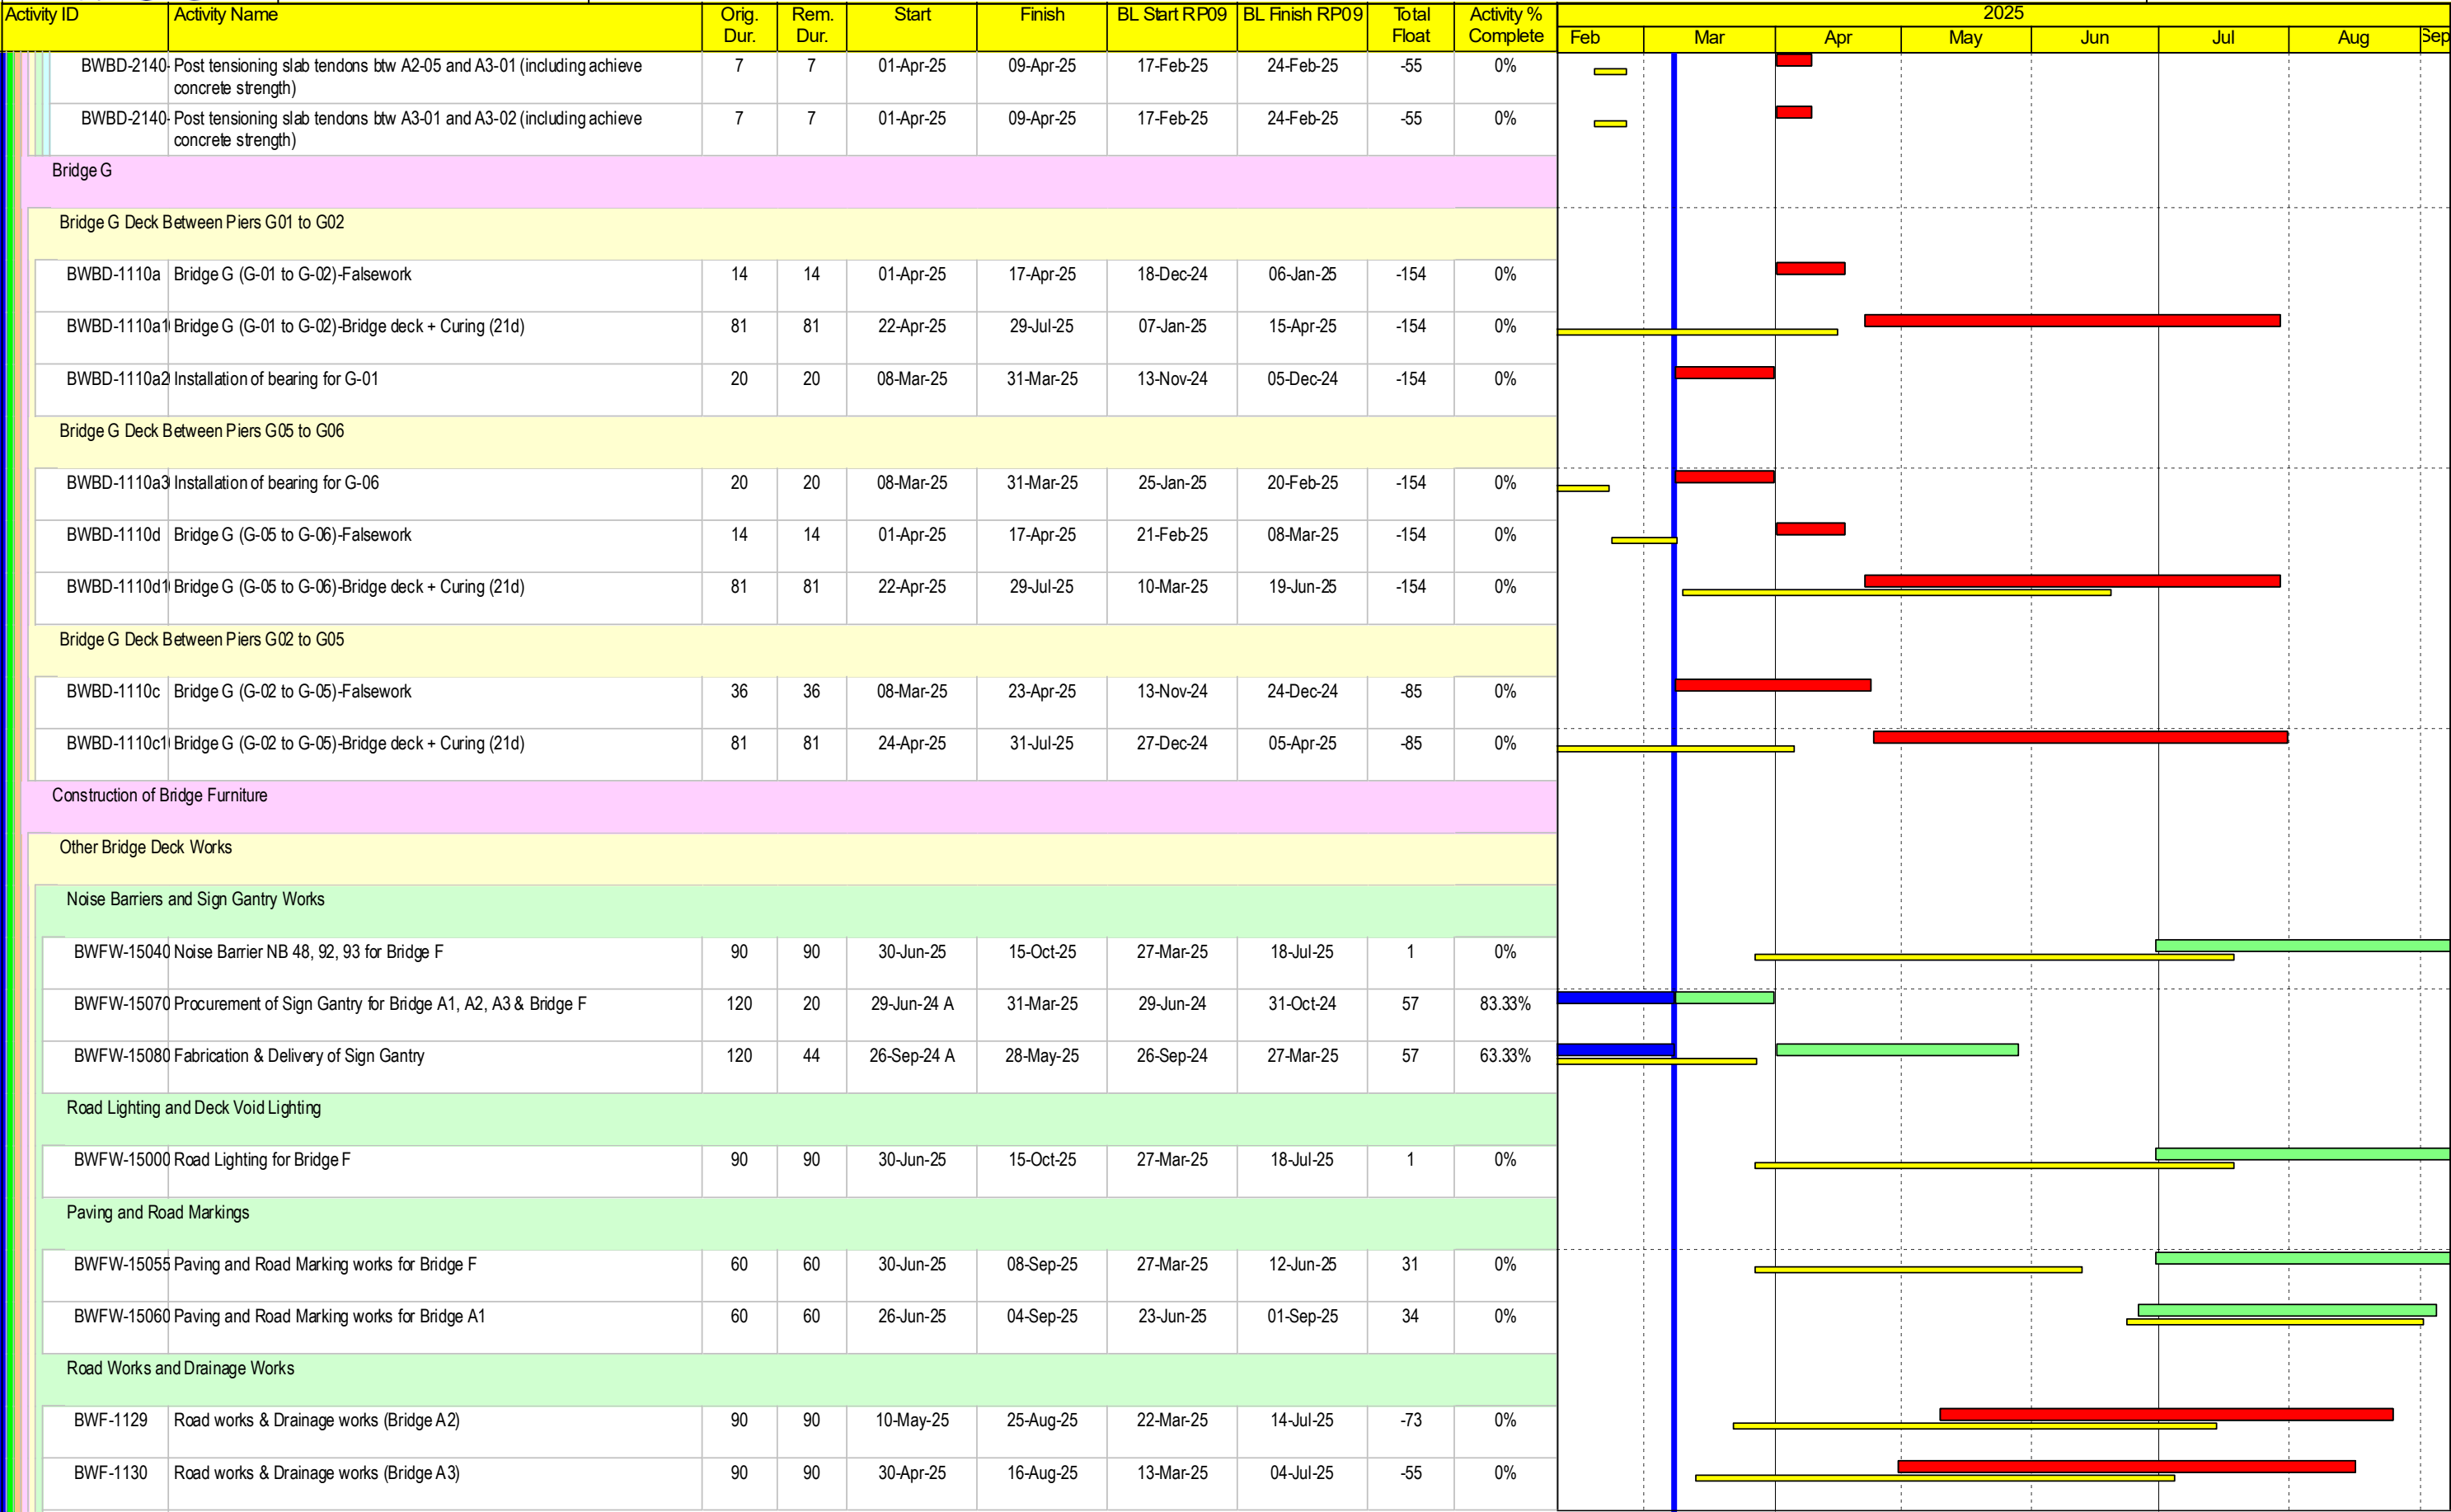 Activity ID Activity Name Orig. Dur. Rem. Dur. Start Finish BL Start RP09 BL Finish RP09 Total Float Activity % Complete 2025
Feb Mar Apr May Jun Jul Aug Sep
BWBD-2140- Post tensioning slab tendons btw A2-05 and A3-01 (including achieve concrete strength) 7 7 01-Apr-25 09-Apr-25 17-Feb-25 24-Feb-25 -55 0%
BWBD-2140- Post tensioning slab tendons btw A3-01 and A3-02 (including achieve concrete strength) 7 7 01-Apr-25 09-Apr-25 17-Feb-25 24-Feb-25 -55 0%
Bridge G
Bridge G Deck Between Piers G01 to G02
BWBD-1110a Bridge G (G-01 to G-02)-Falsework 14 14 01-Apr-25 17-Apr-25 18-Dec-24 06-Jan-25 -154 0%
BWBD-1110a1 Bridge G (G-01 to G-02)-Bridge deck + Curing (21d) 81 81 22-Apr-25 29-Jul-25 07-Jan-25 15-Apr-25 -154 0%
BWBD-1110a2 Installation of bearing for G-01 20 20 08-Mar-25 31-Mar-25 13-Nov-24 05-Dec-24 -154 0%
Bridge G Deck Between Piers G05 to G06
BWBD-1110a3 Installation of bearing for G-06 20 20 08-Mar-25 31-Mar-25 25-Jan-25 20-Feb-25 -154 0%
BWBD-1110d Bridge G (G-05 to G-06)-Falsework 14 14 01-Apr-25 17-Apr-25 21-Feb-25 08-Mar-25 -154 0%
BWBD-1110d1 Bridge G (G-05 to G-06)-Bridge deck + Curing (21d) 81 81 22-Apr-25 29-Jul-25 10-Mar-25 19-Jun-25 -154 0%
Bridge G Deck Between Piers G02 to G05
BWBD-1110c Bridge G (G-02 to G-05)-Falsework 36 36 08-Mar-25 23-Apr-25 13-Nov-24 24-Dec-24 -85 0%
BWBD-1110c1 Bridge G (G-02 to G-05)-Bridge deck + Curing (21d) 81 81 24-Apr-25 31-Jul-25 27-Dec-24 05-Apr-25 -85 0%
Construction of Bridge Furniture
Other Bridge Deck Works
Noise Barriers and Sign Gantry Works
BWFW-15040 Noise Barrier NB 48, 92, 93 for Bridge F 90 90 30-Jun-25 15-Oct-25 27-Mar-25 18-Jul-25 1 0%
BWFW-15070 Procurement of Sign Gantry for Bridge A1, A2, A3 & Bridge F 120 20 29-Jun-24 A 31-Mar-25 29-Jun-24 31-Oct-24 57 83.33%
BWFW-15080 Fabrication & Delivery of Sign Gantry 120 44 26-Sep-24 A 28-May-25 26-Sep-24 27-Mar-25 57 63.33%
Road Lighting and Deck Void Lighting
BWFW-15000 Road Lighting for Bridge F 90 90 30-Jun-25 15-Oct-25 27-Mar-25 18-Jul-25 1 0%
Paving and Road Markings
BWFW-15055 Paving and Road Marking works for Bridge F 60 60 30-Jun-25 08-Sep-25 27-Mar-25 12-Jun-25 31 0%
BWFW-15060 Paving and Road Marking works for Bridge A1 60 60 26-Jun-25 04-Sep-25 23-Jun-25 01-Sep-25 34 0%
Road Works and Drainage Works
BWF-1129 Road works & Drainage works (Bridge A2) 90 90 10-May-25 25-Aug-25 22-Mar-25 14-Jul-25 -73 0%
BWF-1130 Road works & Drainage works (Bridge A3) 90 90 30-Apr-25 16-Aug-25 13-Mar-25 04-Jul-25 -55 0%